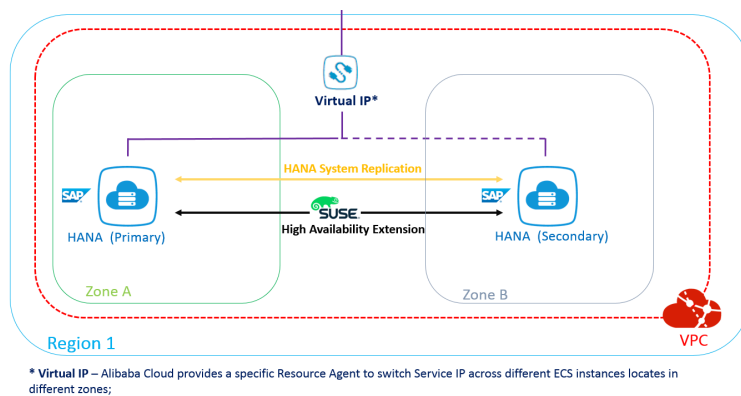 Virtual IP*
HANA System Replication
SAP
SAP
SUSE
High Availability Extension
HANA (Primary)
HANA (Secondary)
Zone A
Zone B
Region 1
VPC
* Virtual IP – Alibaba Cloud provides a specific Resource Agent to switch Service IP across different ECS instances locates in
different zones;